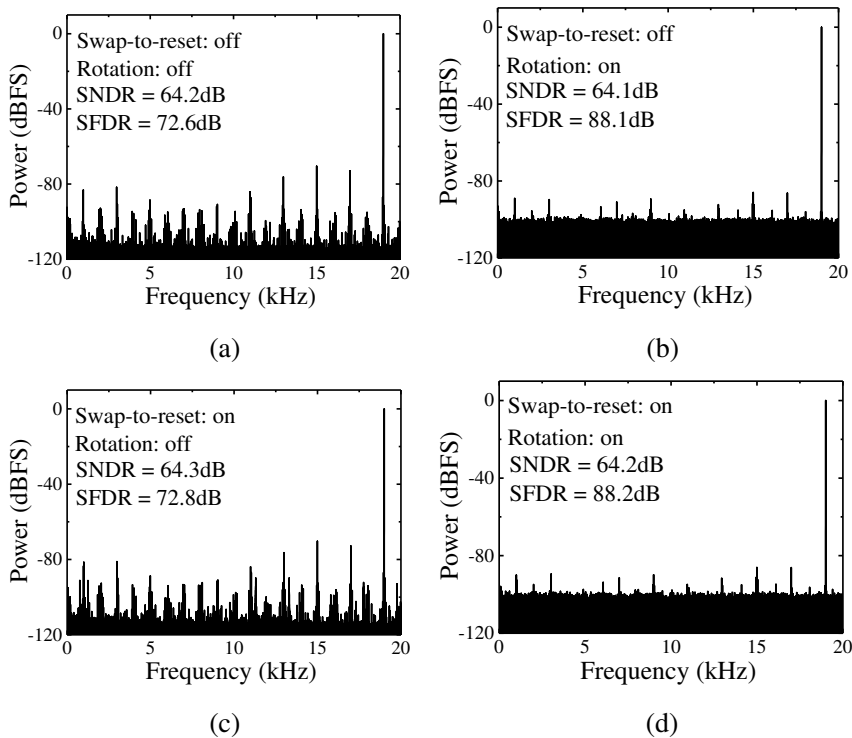 Power (dBFS)
0
-40
-80
-120
Swap-to-reset: off
Rotation: off
SNDR = 64.2dB
SFDR = 72.6dB
0 5 10 15 20
Frequency (kHz)
(a)
Power (dBFS)
0
-40
-80
-120
Swap-to-reset: off
Rotation: on
SNDR = 64.1dB
SFDR = 88.1dB
0 5 10 15 20
Frequency (kHz)
(b)
Power (dBFS)
0
-40
-80
-120
Swap-to-reset: on
Rotation: off
SNDR = 64.3dB
SFDR = 72.8dB
0 5 10 15 20
Frequency (kHz)
(c)
Power (dBFS)
0
-40
-80
-120
Swap-to-reset: on
Rotation: on
SNDR = 64.2dB
SFDR = 88.2dB
0 5 10 15 20
Frequency (kHz)
(d)